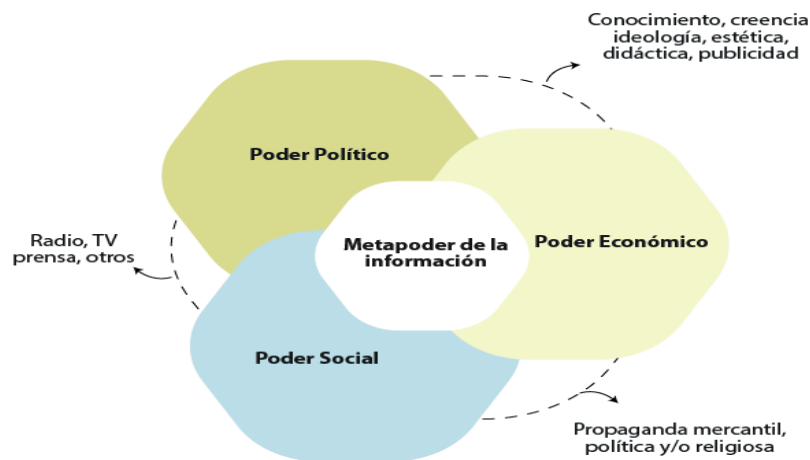 Conocimiento, creencia
ideología, estética,
didáctica, publicidad
Poder Político
Radio, TV
prensa, otros
Metapoder de la
información
Poder Económico
Poder Social
Propaganda mercantil,
política y/o religiosa